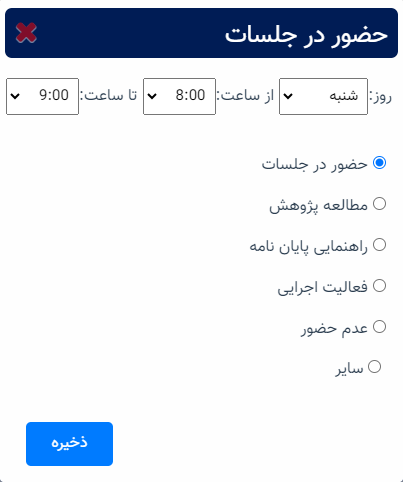 حضور در جلسات
روز: شنبه از ساعت: 8:00 تا ساعت: 9:00
حضور در جلسات
مطالعه پژوهش
راهنمایی پایان نامه
فعالیت اجرایی
عدم حضور
سایر
ذخیره